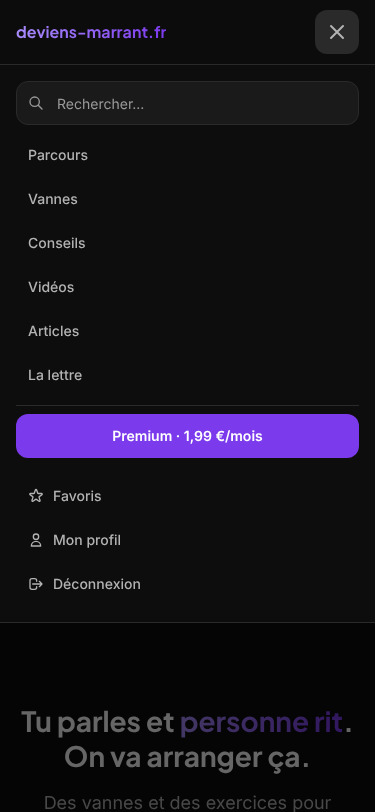 deviens-marrant.fr
Rechercher...
Parcours
Vannes
Conseils
Vidéos
Articles
La lettre
Premium · 1,99 €/mois
Favoris
Mon profil
Déconnexion
Tu parles et personne rit.
On va arranger ça.
Des vannes et des exercices pour